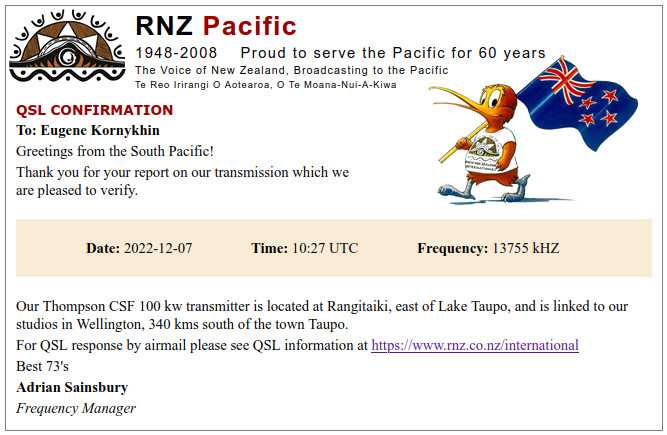 RNZ Pacific
1948-2008 Proud to serve the Pacific for 60 years
The Voice of New Zealand, Broadcasting to the Pacific
Te Reo Irirangi O Aotearoa, O Te Moana-Nui-A-Kiwa
QSL CONFIRMATION
To: Eugene Kornykhin
Greetings from the South Pacific!
Thank you for your report on our transmission which we
are pleased to verify.
Date: 2022-12-07 Time: 10:27 UTC Frequency: 13755 kHZ
Our Thompson CSF 100 kw transmitter is located at Rangitaiki, east of Lake Taupo, and is linked to our
studios in Wellington, 340 kms south of the town Taupo.
For QSL response by airmail please see QSL information at https://www.rnz.co.nz/international
Best 73's
Adrian Sainsbury
Frequency Manager